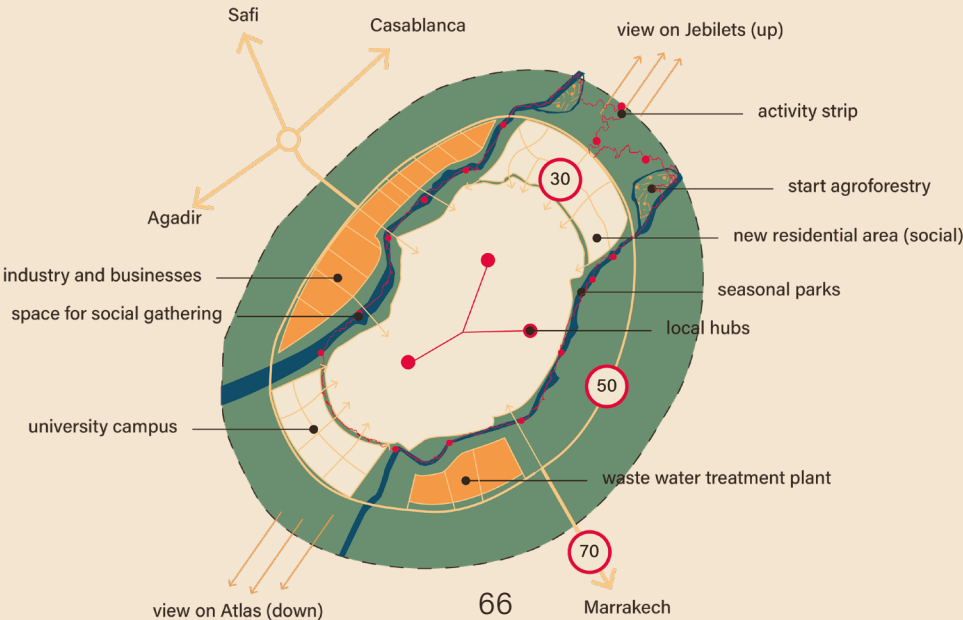 Safi
Casablanca
view on Jebilets (up)
activity strip
30
start agroforestry
Agadir
new residential area (social)
industry and businesses
seasonal parks
space for social gathering
local hubs
50
university campus
waste water treatment plant
70
view on Atlas (down)
66
Marrakech